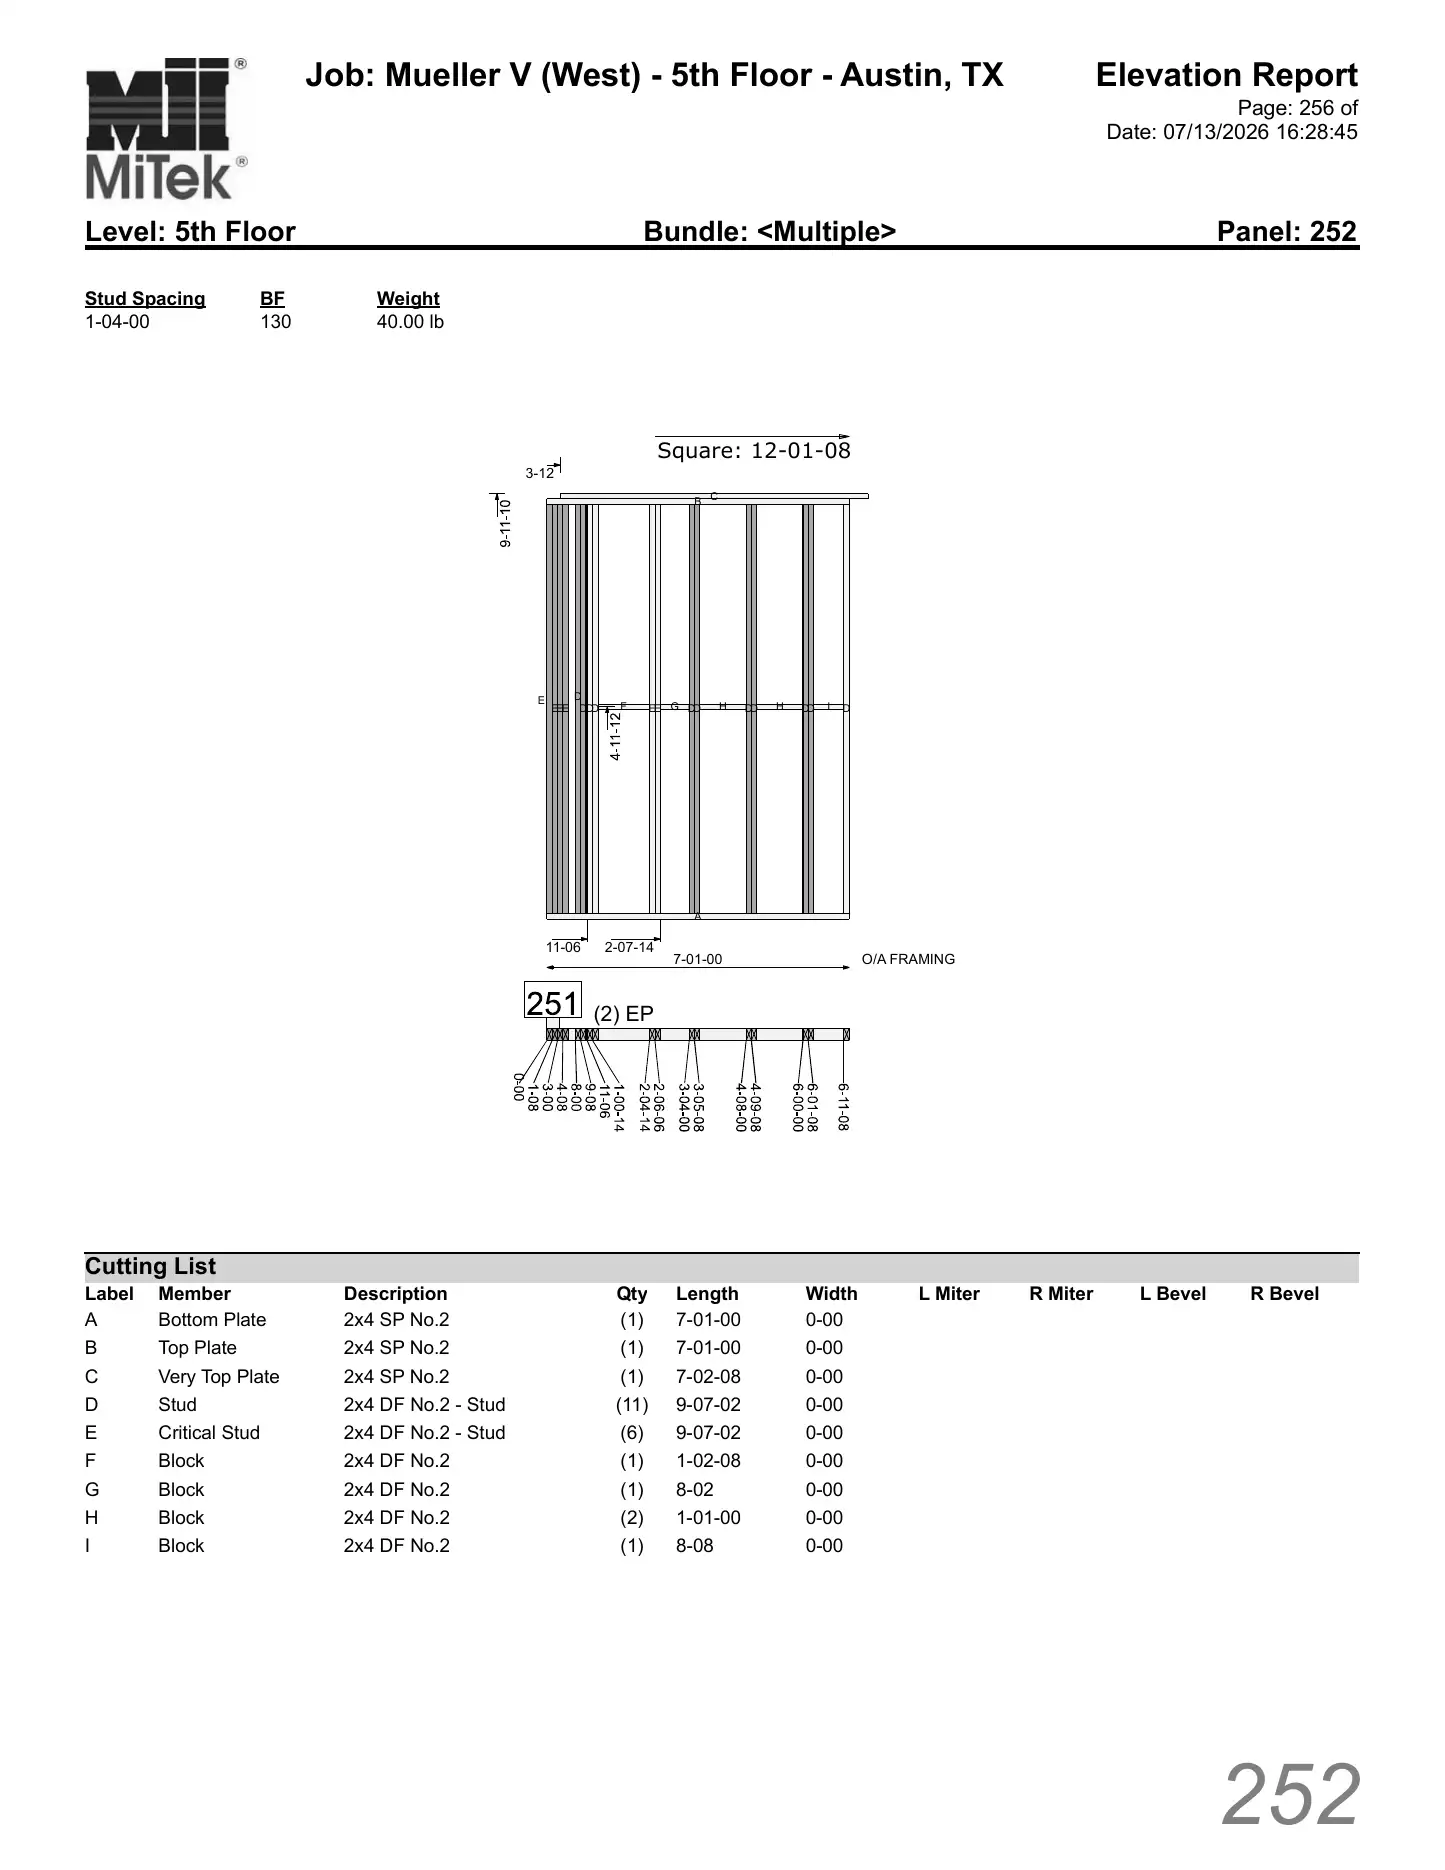 MiTek®
Job: Mueller V (West) - 5th Floor - Austin, TX
Elevation Report
Page: 256 of
Date: 07/13/2026 16:28:45
Level: 5th Floor Bundle: <Multiple> Panel: 252
Stud Spacing BF Weight
1-04-00 130 40.00 lb
Square: 12-01-08
3-12
9-11-10
C
B
E D F G H H I
4-11-12
A
11-06 2-07-14
7-01-00 O/A FRAMING
251 (2) EP
0-00
1-08
3-00
4-08
8-00
9-08
11-06
1-00-14
2-04-14
2-06-06
3-04-00
3-05-08
4-08-00
4-09-08
6-00-00
6-01-08
6-11-08
Cutting List
Label Member Description Qty Length Width L Miter R Miter L Bevel R Bevel
A Bottom Plate 2x4 SP No.2 (1) 7-01-00 0-00
B Top Plate 2x4 SP No.2 (1) 7-01-00 0-00
C Very Top Plate 2x4 SP No.2 (1) 7-02-08 0-00
D Stud 2x4 DF No.2 - Stud (11) 9-07-02 0-00
E Critical Stud 2x4 DF No.2 - Stud (6) 9-07-02 0-00
F Block 2x4 DF No.2 (1) 1-02-08 0-00
G Block 2x4 DF No.2 (1) 8-02 0-00
H Block 2x4 DF No.2 (2) 1-01-00 0-00
I Block 2x4 DF No.2 (1) 8-08 0-00
252